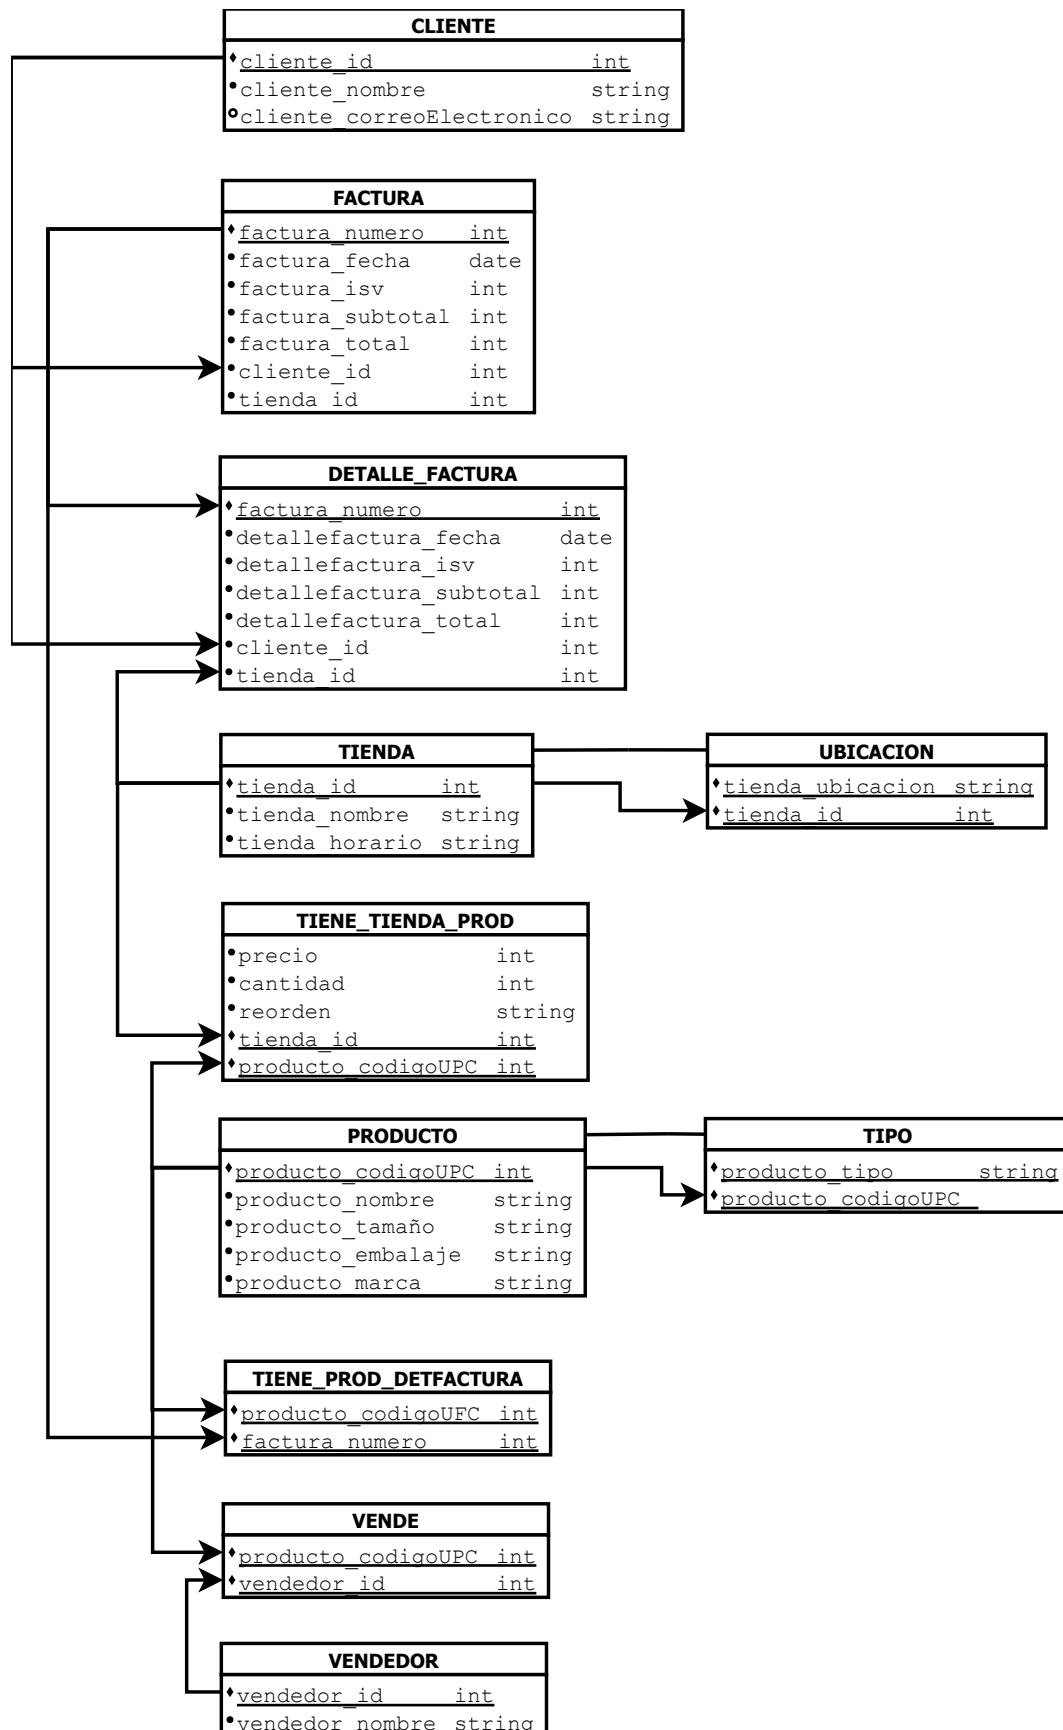 CLIENTE
cliente_id int
cliente_nombre string
cliente_correoElectronico string
FACTURA
factura_numero int
factura_fecha date
factura_isv int
factura_subtotal int
factura_total int
cliente_id int
tienda_id int
DETALLE_FACTURA
factura_numero int
detallefactura_fecha date
detallefactura_isv int
detallefactura_subtotal int
detallefactura_total int
cliente_id int
tienda_id int
TIENDA
tienda_id int
tienda_nombre string
tienda_horario string
UBICACION
tienda_ubicacion string
tienda_id int
TIENE_TIENDA_PROD
precio int
cantidad int
reorden string
tienda_id int
producto_codigoUPC int
PRODUCTO
producto_codigoUPC int
producto_nombre string
producto_tamaño string
producto_embalaje string
producto_marca string
TIPO
producto_tipo string
producto_codigoUPC
TIENE_PROD_DETFACTURA
producto_codigoUFC int
factura_numero int
VENDE
producto_codigoUPC int
vendedor_id int
VENDEDOR
vendedor_id int
vendedor_nombre string